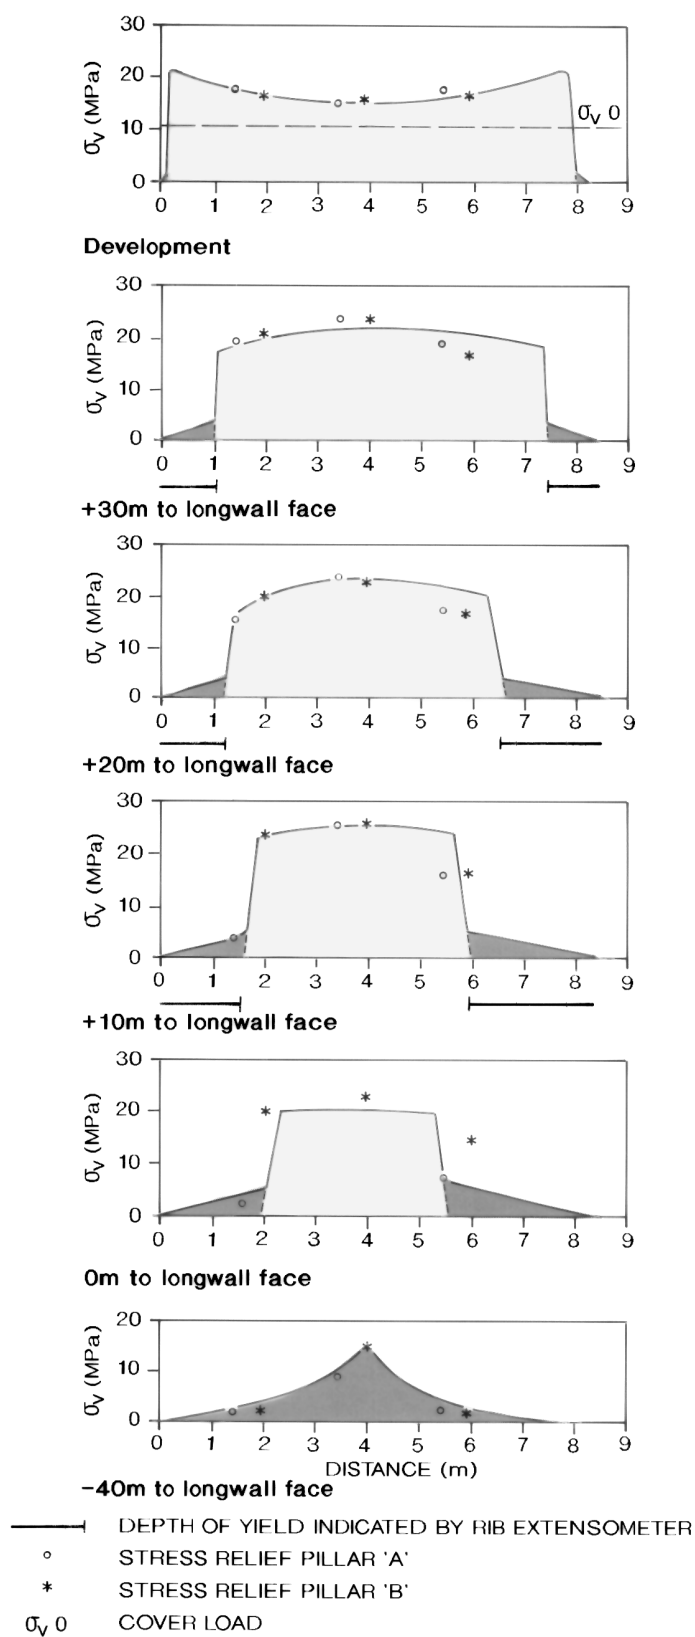 30
20
10
0
σv (MPa)
σv 0
0 1 2 3 4 5 6 7 8 9
Development
30
20
10
0
σv (MPa)
0 1 2 3 4 5 6 7 8 9
+30m to longwall face
30
20
10
0
σv (MPa)
0 1 2 3 4 5 6 7 8 9
+20m to longwall face
30
20
10
0
σv (MPa)
0 1 2 3 4 5 6 7 8 9
+10m to longwall face
30
20
10
0
σv (MPa)
0 1 2 3 4 5 6 7 8 9
0m to longwall face
20
10
0
σv (MPa)
0 1 2 3 4 5 6 7 8 9
DISTANCE (m)
-40m to longwall face
DEPTH OF YIELD INDICATED BY RIB EXTENSOMETER
STRESS RELIEF PILLAR 'A'
* STRESS RELIEF PILLAR 'B'
σv 0 COVER LOAD